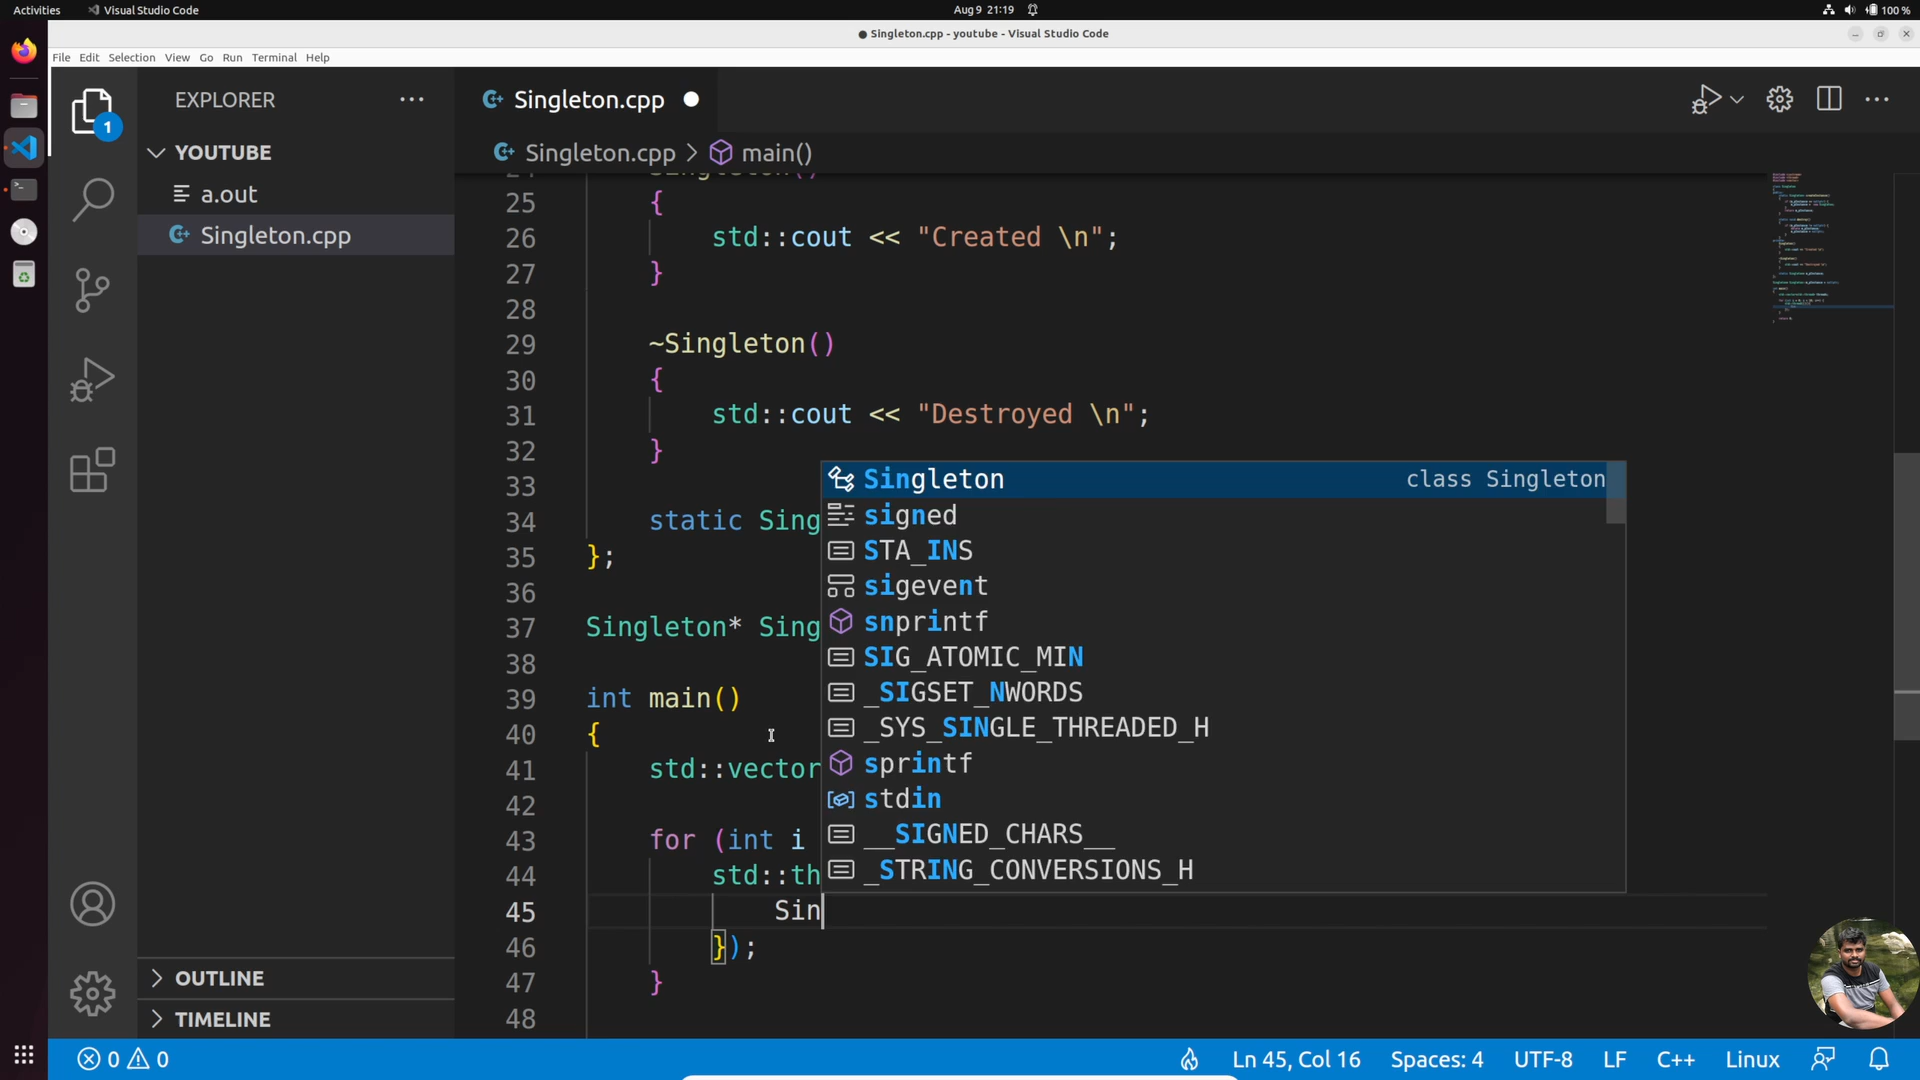 Activities Visual Studio Code Aug 9 21:19 100 %
● Singleton.cpp - youtube - Visual Studio Code
File Edit Selection View Go Run Terminal Help
EXPLORER
1
YOUTUBE
a.out
Singleton.cpp
OUTLINE
TIMELINE
Singleton.cpp
Singleton.cpp > main()
24 Singleton()
25 {
26 std::cout << "Created \n";
27 }
28
29 ~Singleton()
30 {
31 std::cout << "Destroyed \n";
32 }
33
34 static Sing
35 };
36
37 Singleton* Sing
38
39 int main()
40 {
41 std::vector
42
43 for (int i
44 std::th
45 Sin
46 });
47 }
48
Singleton class Singleton
signed
STA_INS
sigevent
snprintf
SIG_ATOMIC_MIN
_SIGSET_NWORDS
_SYS_SINGLE_THREADED_H
sprintf
stdin
__SIGNED_CHARS__
_STRING_CONVERSIONS_H
0 0 Ln 45, Col 16 Spaces: 4 UTF-8 LF C++ Linux